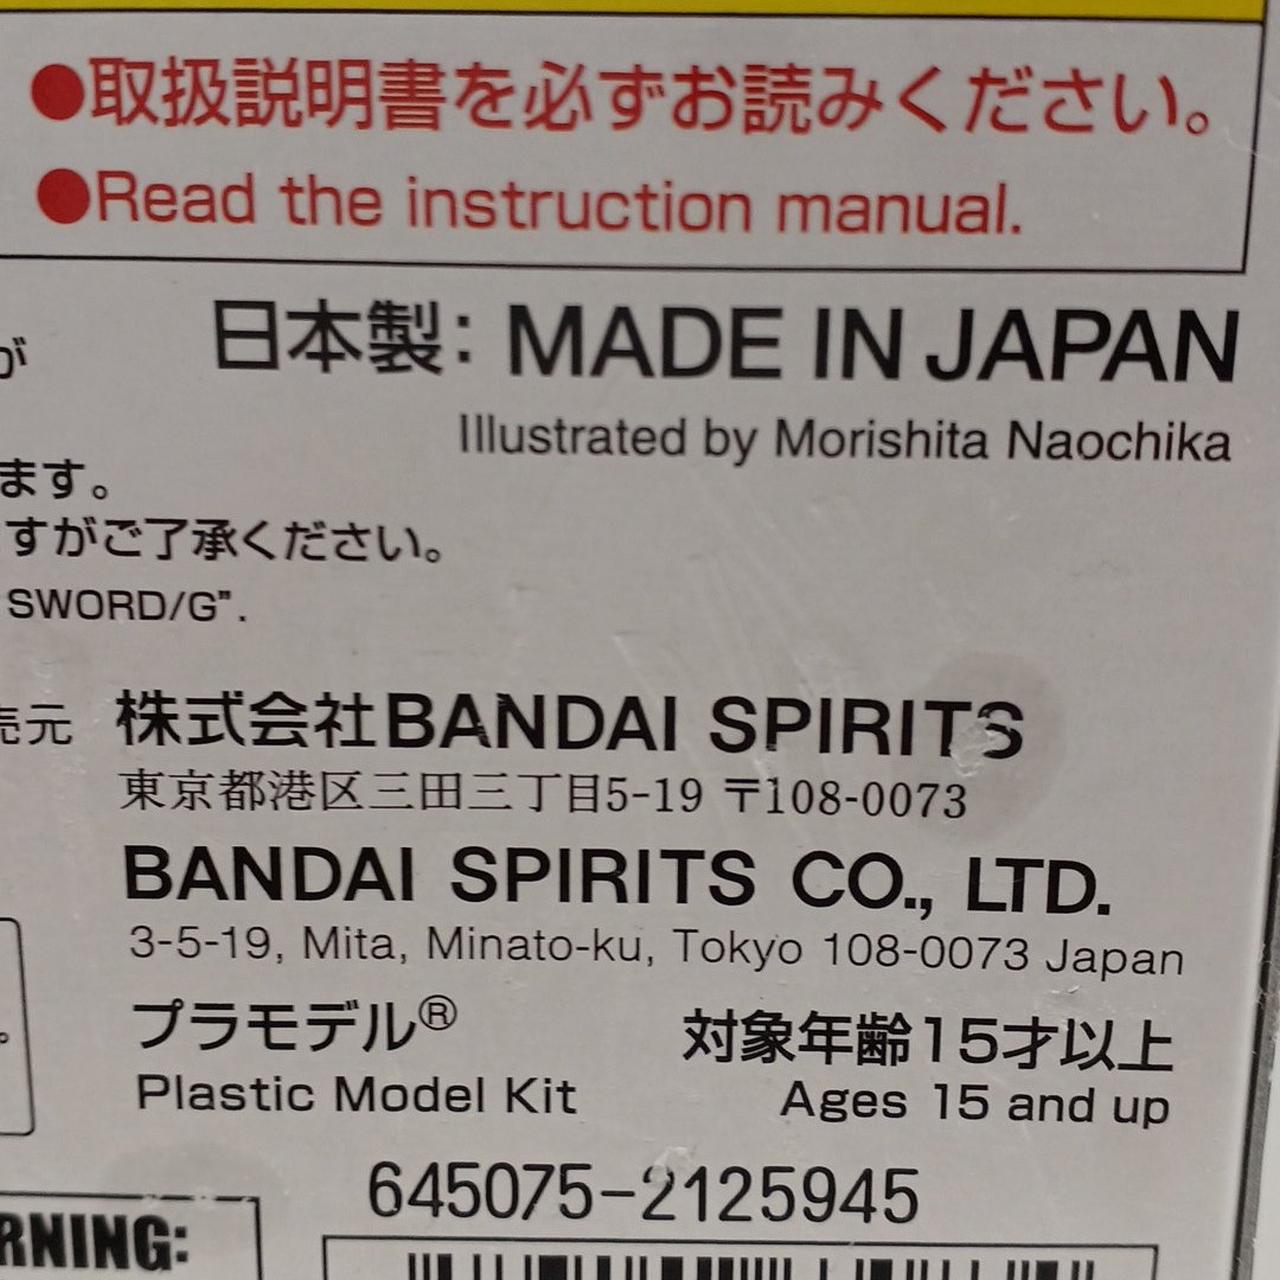 ●取扱説明書を必ずお読みください。
●Read the instruction manual.
が
日本製: MADE IN JAPAN
Illustrated by Morishita Naochika
ます。
すがご了承ください。
SWORD/G”.
売元 株式会社BANDAI SPIRITS
東京都港区三田三丁目5-19 〒108-0073
BANDAI SPIRITS CO., LTD.
3-5-19, Mita, Minato-ku, Tokyo 108-0073 Japan
。
プラモデル® 対象年齢15才以上
Plastic Model Kit Ages 15 and up
645075-2125945
RNING: